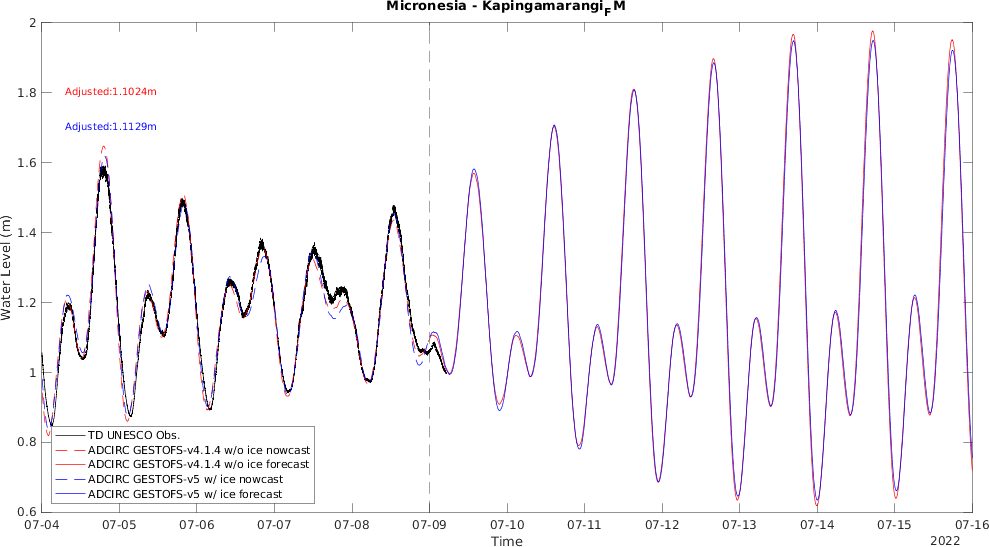 Micronesia - Kapingamarangi_FM
2
1.8
1.6
1.4
1.2
1
0.8
0.6
Water Level (m)
Adjusted:1.1024m
Adjusted:1.1129m
TD UNESCO Obs.
ADCIRC GESTOFS-v4.1.4 w/o ice nowcast
ADCIRC GESTOFS-v4.1.4 w/o ice forecast
ADCIRC GESTOFS-v5 w/ ice nowcast
ADCIRC GESTOFS-v5 w/ ice forecast
07-04 07-05 07-06 07-07 07-08 07-09 07-10 07-11 07-12 07-13 07-14 07-15 07-16
Time
2022